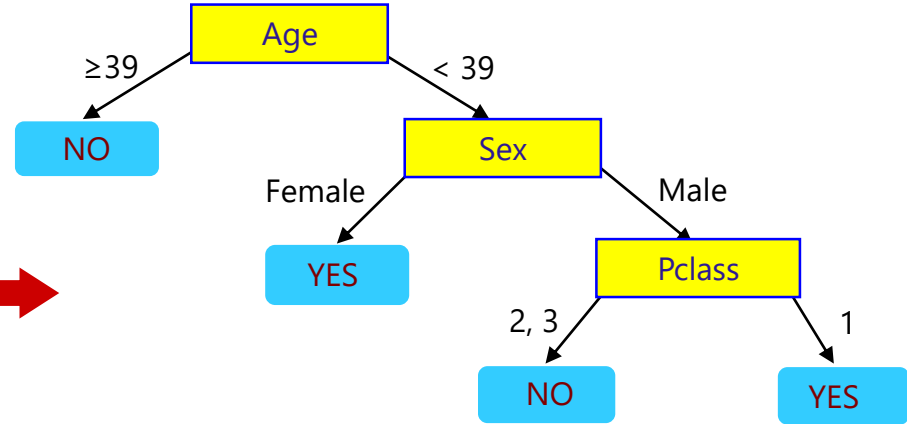 Age
≥39
< 39
NO
Sex
Female
Male
YES
Pclass
2, 3
1
NO
YES